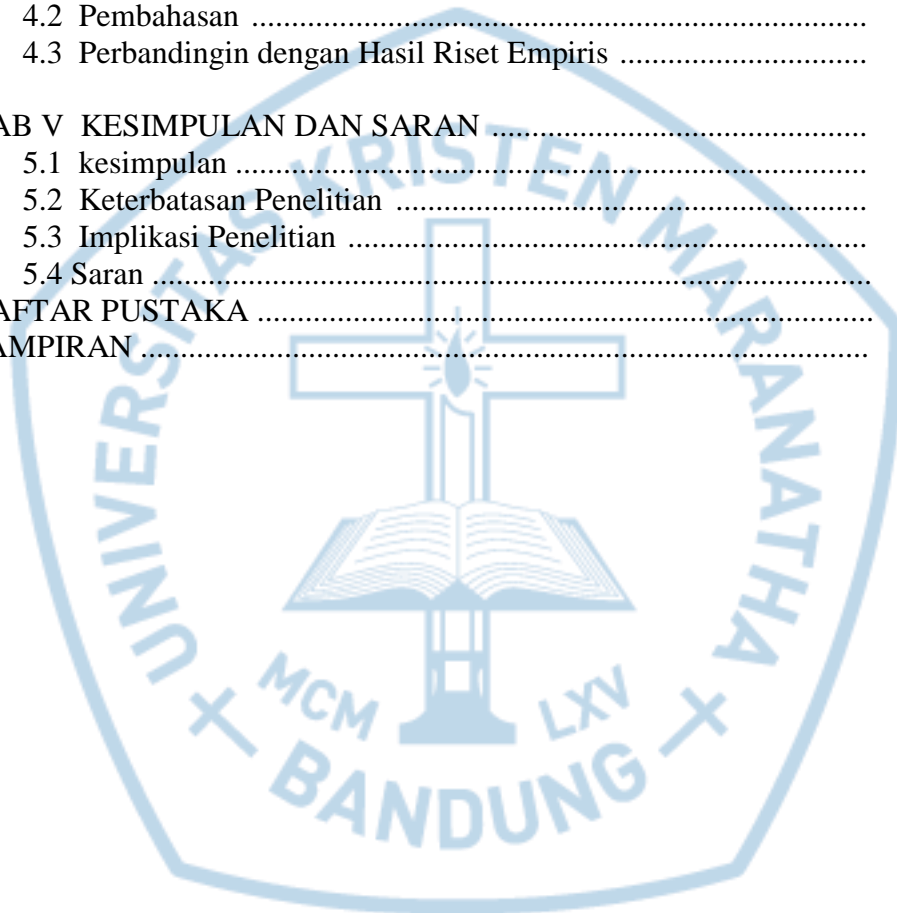 4.2 Pembahasan ............................................................................
4.3 Perbandingin dengan Hasil Riset Empiris ...............................
AB V KESIMPULAN DAN SARAN ..............................................
5.1 kesimpulan ..............................................................................
5.2 Keterbatasan Penelitian ..........................................................
5.3 Implikasi Penelitian ................................................................
5.4 Saran ........................................................................................
AFTAR PUSTAKA ............................................................................
AMPIRAN ..........................................................................................
UNIVERSITAS KRISTEN MARANATHA
MCM LXV
+ BANDUNG +